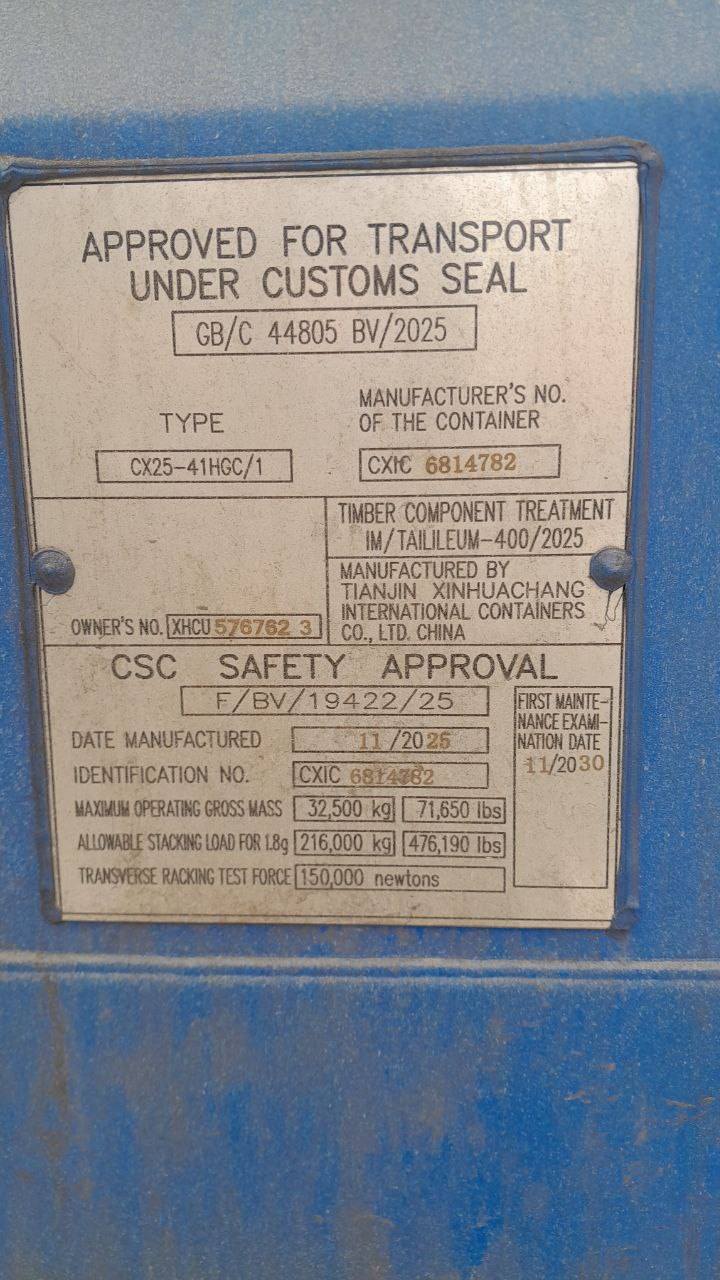 APPROVED FOR TRANSPORT
UNDER CUSTOMS SEAL
GB/C 44805 BV/2025
TYPE
CX25-41HGC/1
MANUFACTURER'S NO.
OF THE CONTAINER
CXIC 6814782
TIMBER COMPONENT TREATMENT
IM/TAILILEUM-400/2025
MANUFACTURED BY
TIANJIN XINHUACHANG
INTERNATIONAL CONTAINERS
CO., LTD. CHINA
OWNER'S NO. XHCU 576762 3
CSC SAFETY APPROVAL
F/BV/19422/25
DATE MANUFACTURED 11/2025
IDENTIFICATION NO. CXIC 6814782
MAXIMUM OPERATING GROSS MASS 32,500 kg 71,650 lbs
ALLOWABLE STACKING LOAD FOR 1.8g 216,000 kg 476,190 lbs
TRANSVERSE RACKING TEST FORCE 150,000 newtons
FIRST MAINTE-
NANCE EXAMI-
NATION DATE
11/2030